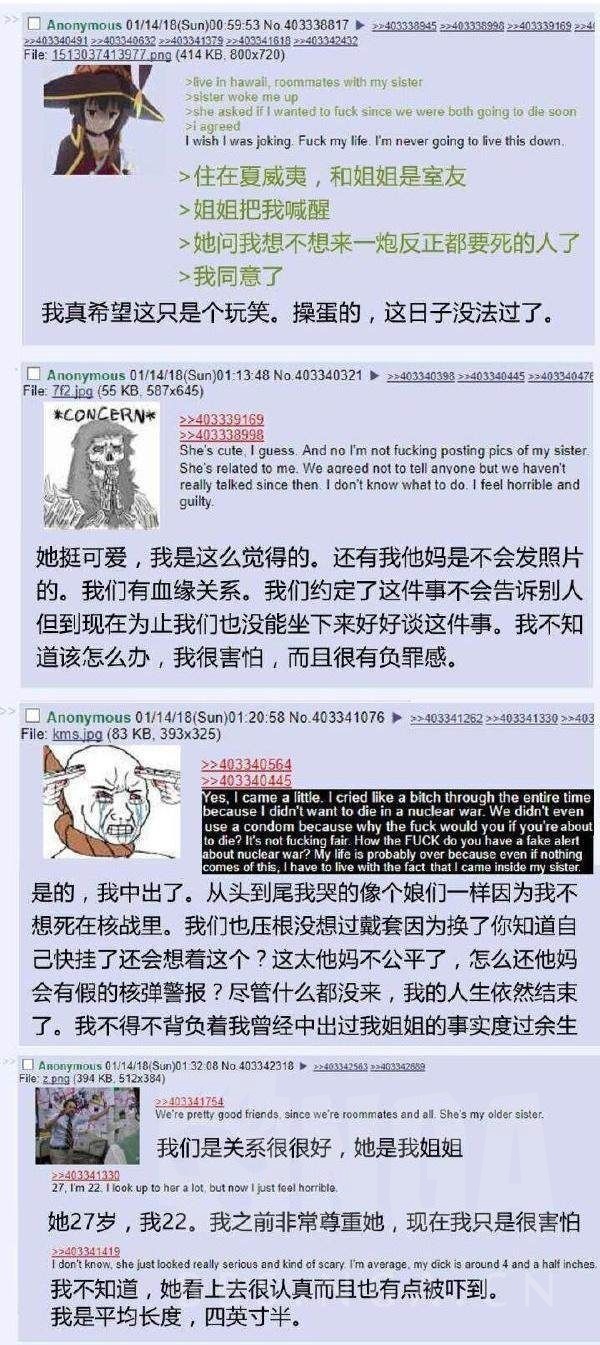 Anonymous 01/14/18(Sun)00:59:53 No.403338817 ▶ >>403338945 >>403338998 >>403339169
>>403340491 >>403340632 >>403341379 >>403341618 >>403342432
File: 1513037413977.png (414 KB, 800x720)
>live in hawaii, roommates with my sister
>sister woke me up
>she asked if I wanted to fuck since we were both going to die soon
>i agreed
I wish I was joking. Fuck my life. I'm never going to live this down.
>住在夏威夷，和姐姐是室友
>姐姐把我喊醒
>她问我想不想来一炮反正都要死的人了
>我同意了
我真希望这只是个玩笑。操蛋的，这日子没法过了。
Anonymous 01/14/18(Sun)01:13:48 No.403340321 ▶ >>403340398 >>403340445 >>403340476
File: 7f2.jpg (55 KB, 587x645)
*CONCERN*
>>403339169
>>403338998
She's cute, I guess. And no I'm not fucking posting pics of my sister.
She's related to me. We agreed not to tell anyone but we haven't
really talked since then. I don't know what to do. I feel horrible and
guilty.
她挺可爱，我是这么觉得的。还有我他妈是不会发照片
的。我们有血缘关系。我们约定了这件事不会告诉别人
但到现在为止我们也没能坐下来好好谈这件事。我不知
道该怎么办，我很害怕，而且很有负罪感。
Anonymous 01/14/18(Sun)01:20:58 No.403341076 ▶ >>403341262 >>403341330 >>403
File: kms.jpg (83 KB, 393x325)
>>403340564
>>403340445
Yes, I came a little. I cried like a bitch through the entire time
because I didn't want to die in a nuclear war. We didn't even
use a condom because why the fuck would you if you're about
to die? It's not fucking fair. How the FUCK do you have a fake alert
about nuclear war? My life is probably over because even if nothing
comes of this, I have to live with the fact that I came inside my sister.
是的，我中出了。从头到尾我哭的像个娘们一样因为我不
想死在核战里。我们也压根没想过戴套因为换了你知道自
己快挂了还会想着这个？这太他妈不公平了，怎么还他妈
会有假的核弹警报？尽管什么都没来，我的人生依然结束
了。我不得不背负着我曾经中出过我姐姐的事实度过余生
Anonymous 01/14/18(Sun)01:32:08 No.403342318 ▶ >>403342563 >>403342889
File: z.png (394 KB, 512x384)
>>403341754
We're pretty good friends, since we're roommates and all. She's my older sister.
我们是关系很很好，她是我姐姐
>>403341330
27, I'm 22. I look up to her a lot, but now I just feel horrible.
她27岁，我22。我之前非常尊重她，现在我只是很害怕
>>403341419
I don't know, she just looked really serious and kind of scary. I'm average, my dick is around 4 and a half inches.
我不知道，她看上去很认真而且也有点被吓到。
我是平均长度，四英寸半。